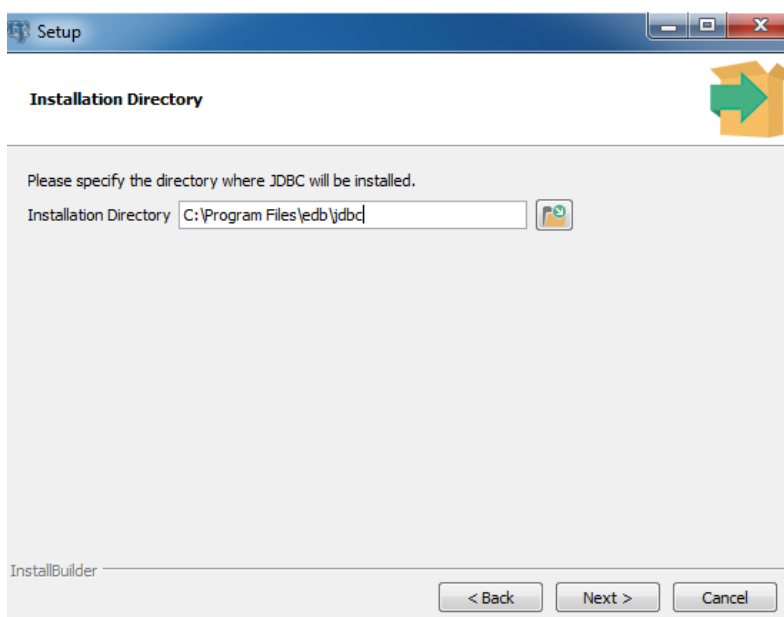 Setup
Installation Directory
Please specify the directory where JDBC will be installed.
Installation Directory C:\Program Files\edb\jdbc
InstallBuilder
< Back Next > Cancel